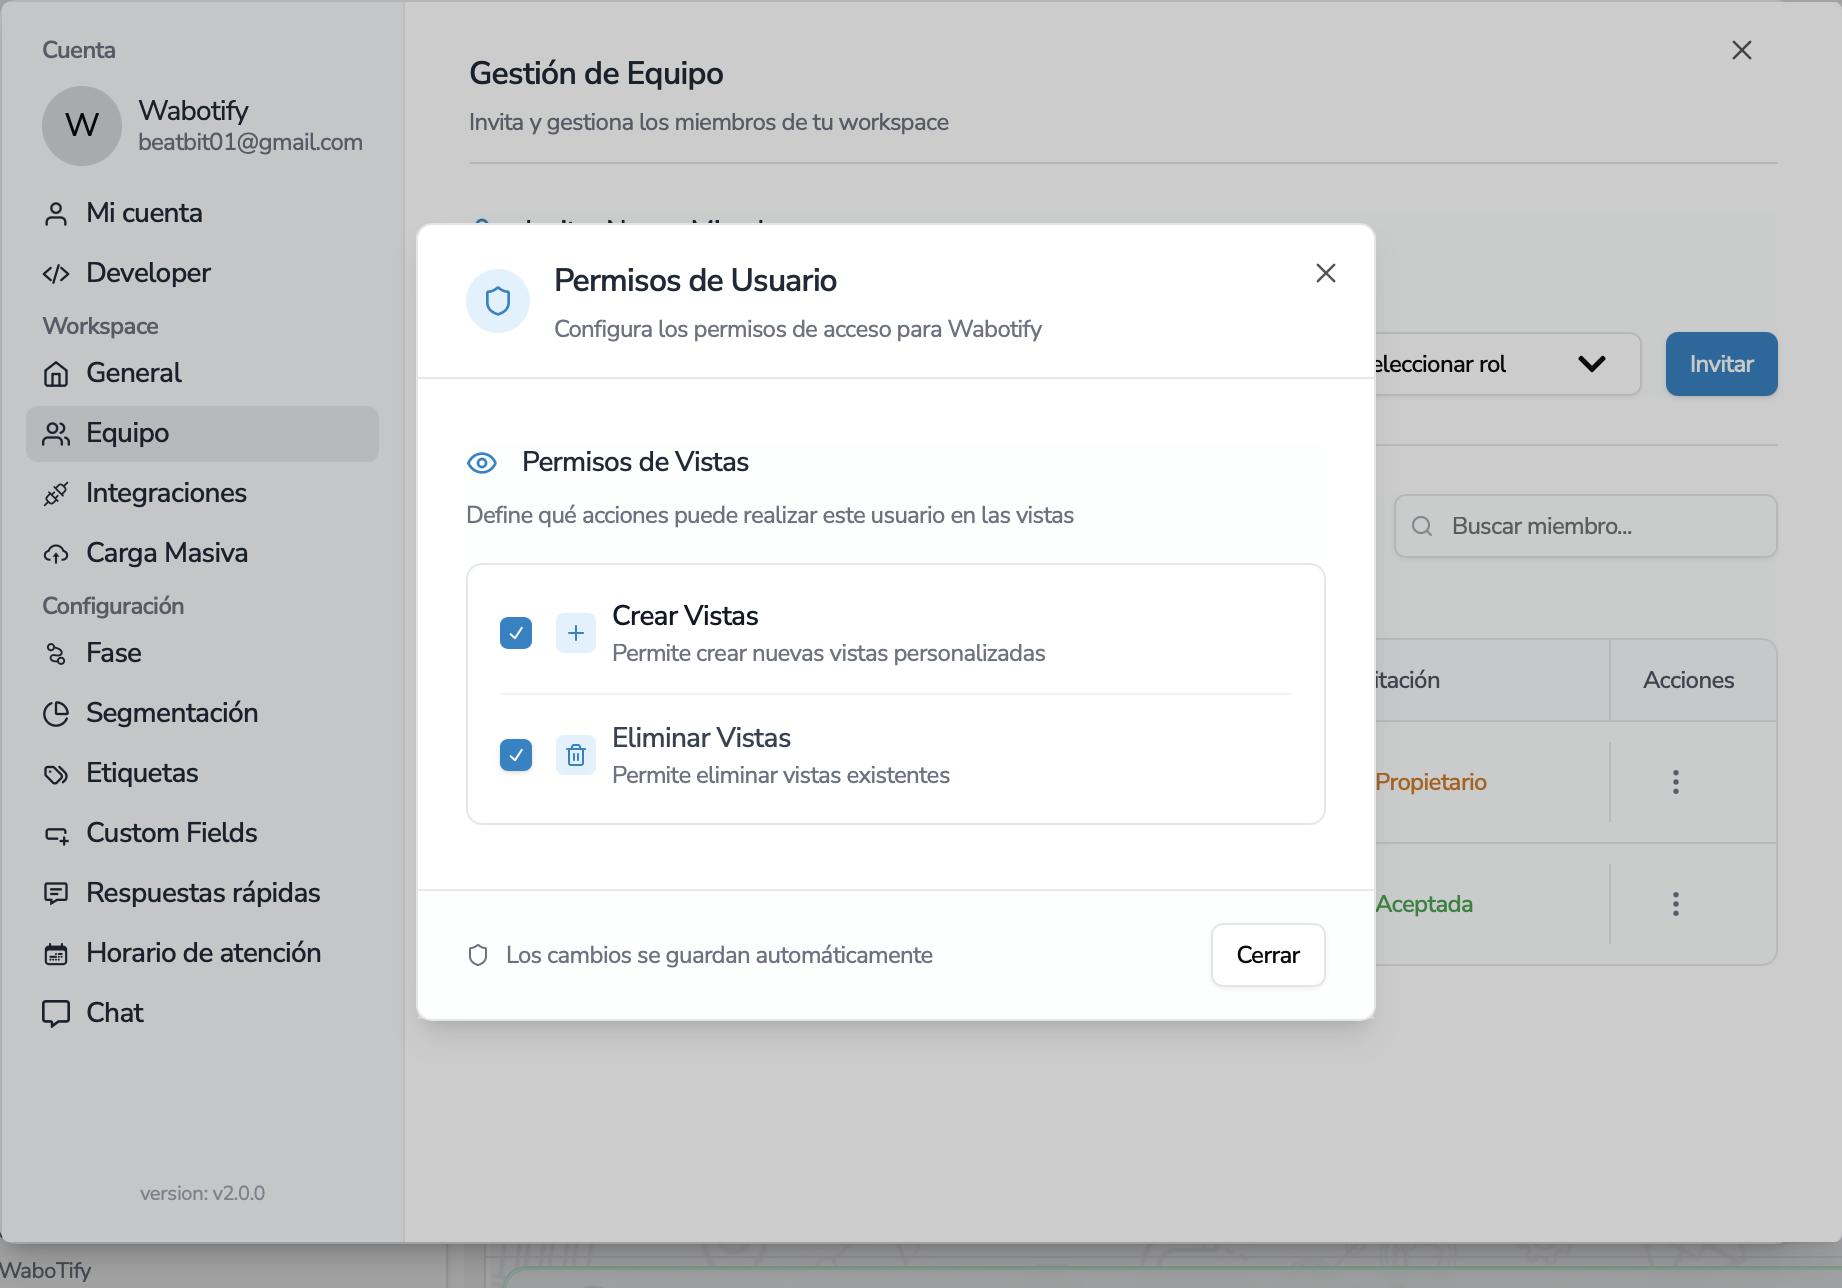 Cuenta
W
Wabotify
beatbit01@gmail.com
Mi cuenta
Developer
Workspace
General
Equipo
Integraciones
Carga Masiva
Configuración
Fase
Segmentación
Etiquetas
Custom Fields
Respuestas rápidas
Horario de atención
Chat
version: v2.0.0
WaboTify
Gestión de Equipo
Invita y gestiona los miembros de tu workspace
eleccionar rol
Invitar
Buscar miembro...
itación
Acciones
Propietario
Aceptada
Permisos de Usuario
Configura los permisos de acceso para Wabotify
Permisos de Vistas
Define qué acciones puede realizar este usuario en las vistas
Crear Vistas
Permite crear nuevas vistas personalizadas
Eliminar Vistas
Permite eliminar vistas existentes
Los cambios se guardan automáticamente
Cerrar